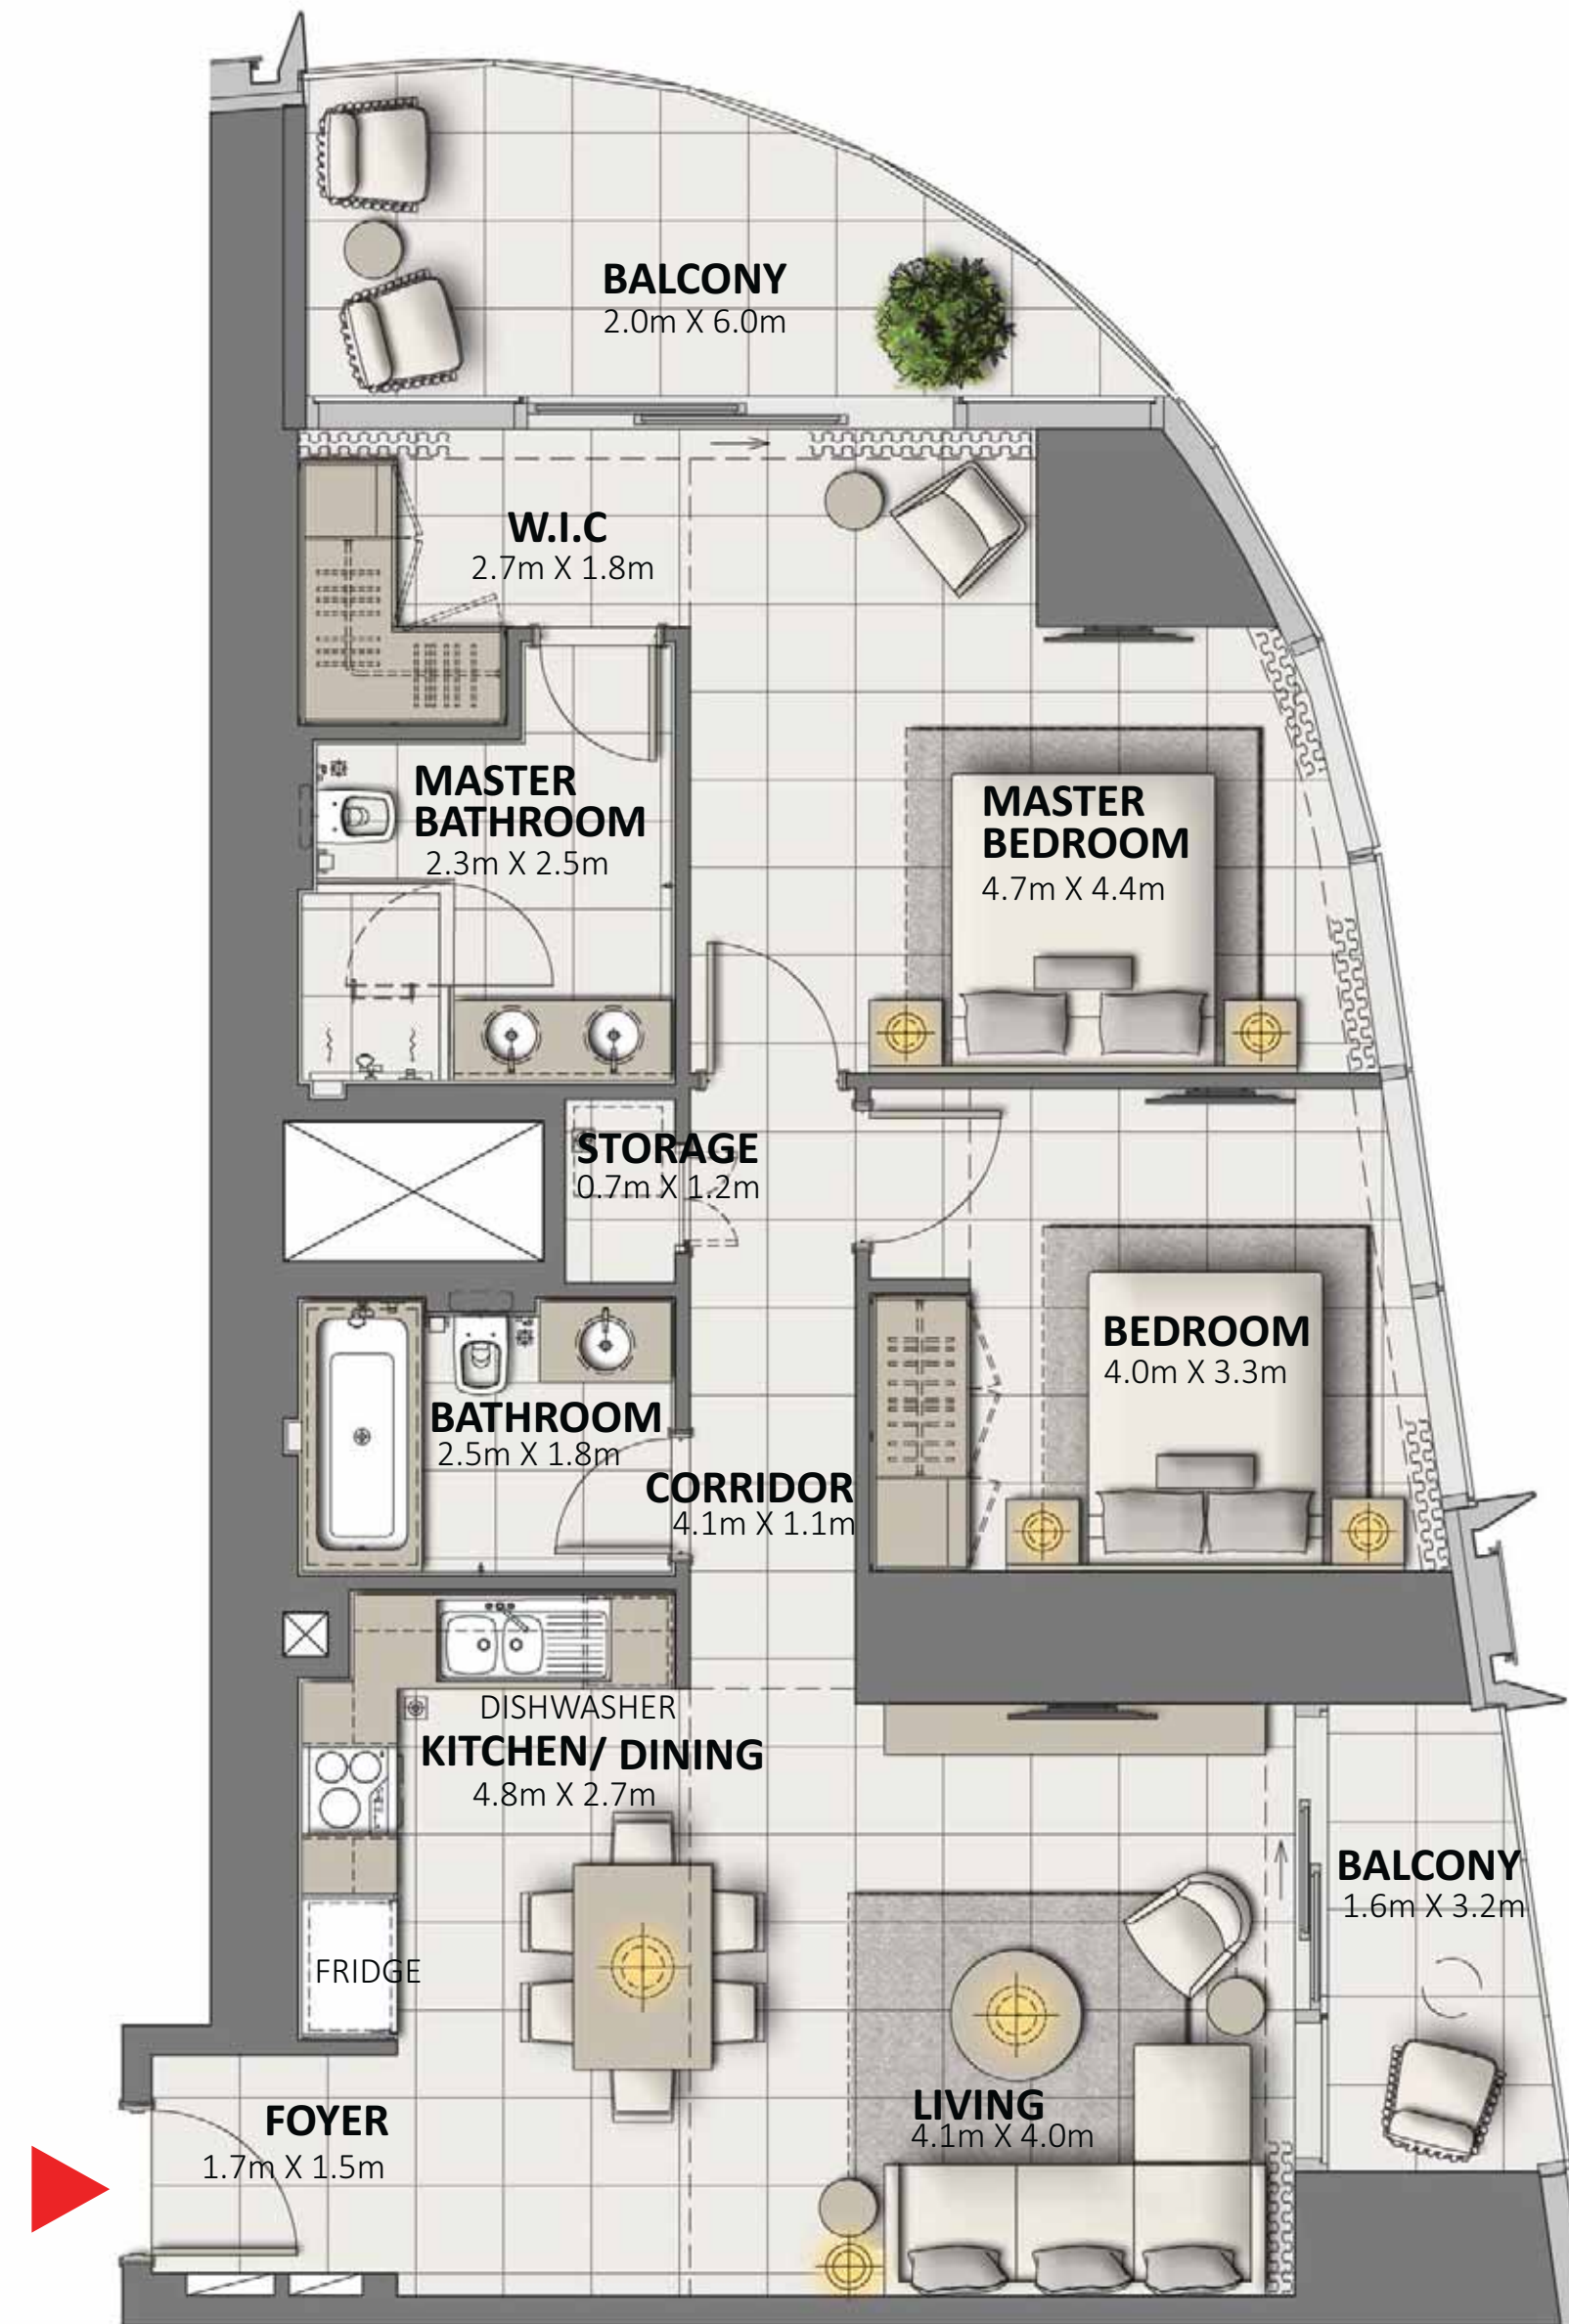 BALCONY
2.0m X 6.0m
W.I.C
2.7m X 1.8m
MASTER
BATHROOM
2.3m X 2.5m
MASTER
BEDROOM
4.7m X 4.4m
STORAGE
0.7m X 1.2m
BEDROOM
4.0m X 3.3m
BATHROOM
2.5m X 1.8m
CORRIDOR
4.1m X 1.1m
DISHWASHER
KITCHEN/ DINING
4.8m X 2.7m
BALCONY
1.6m X 3.2m
FRIDGE
LIVING
4.1m X 4.0m
FOYER
1.7m X 1.5m